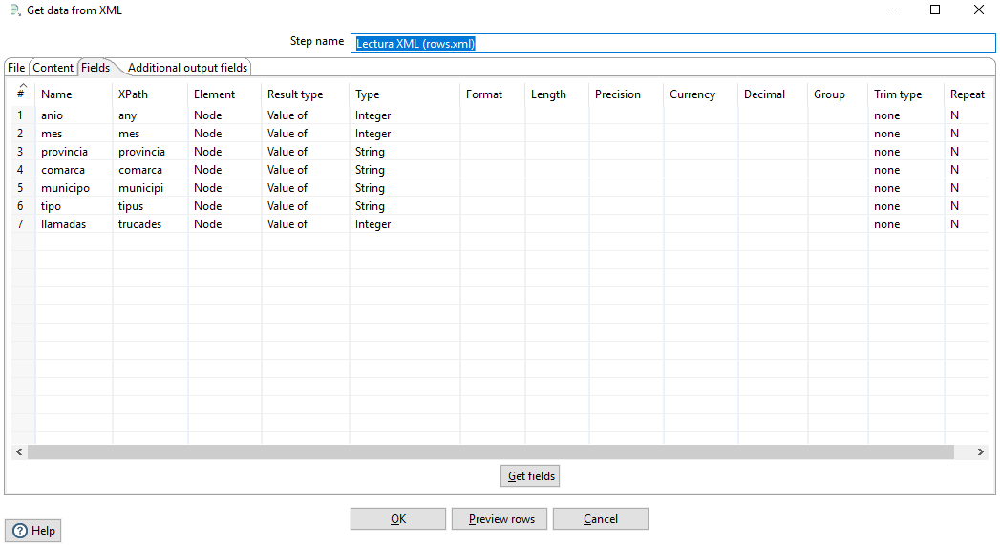 Get data from XML
Step name Lectura XML (rows.xml)
File Content Fields Additional output fields
# Name XPath Element Result type Type Format Length Precision Currency Decimal Group Trim type Repeat
1 anio any Node Value of Integer none N
2 mes mes Node Value of Integer none N
3 provincia provincia Node Value of String none N
4 comarca comarca Node Value of String none N
5 municipo municipi Node Value of String none N
6 tipo tipus Node Value of String none N
7 llamadas trucades Node Value of Integer none N
Get fields
OK Preview rows Cancel
Help